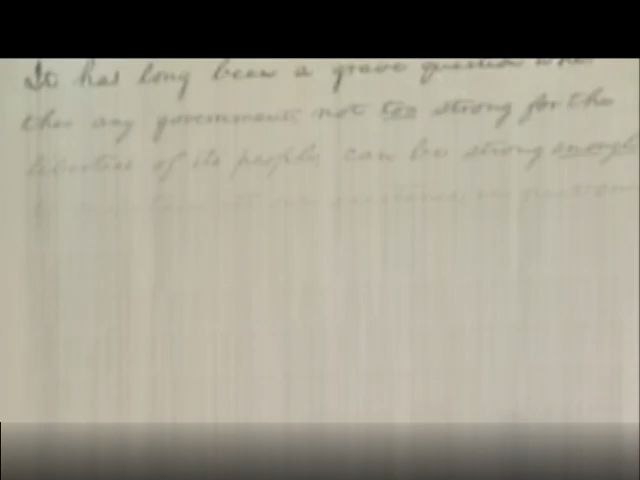 It has long been a grave question whe
ther any government, not too strong for the
liberties of its people, can be strong enough